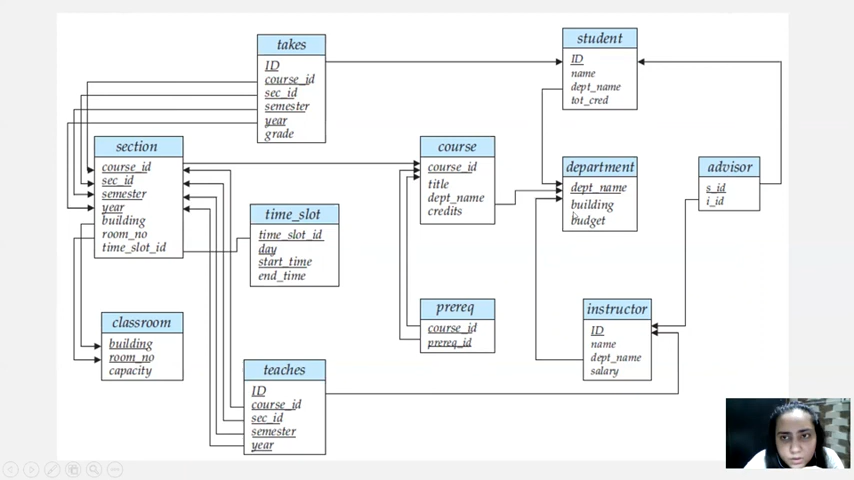 takes
ID
course_id
sec_id
semester
year
grade
student
ID
name
dept_name
tot_cred
section
course_id
sec_id
semester
year
building
room_no
time_slot_id
course
course_id
title
dept_name
credits
department
dept_name
building
budget
advisor
s_id
i_id
time_slot
time_slot_id
day
start_time
end_time
classroom
building
room_no
capacity
prereq
course_id
prereq_id
instructor
ID
name
dept_name
salary
teaches
ID
course_id
sec_id
semester
year